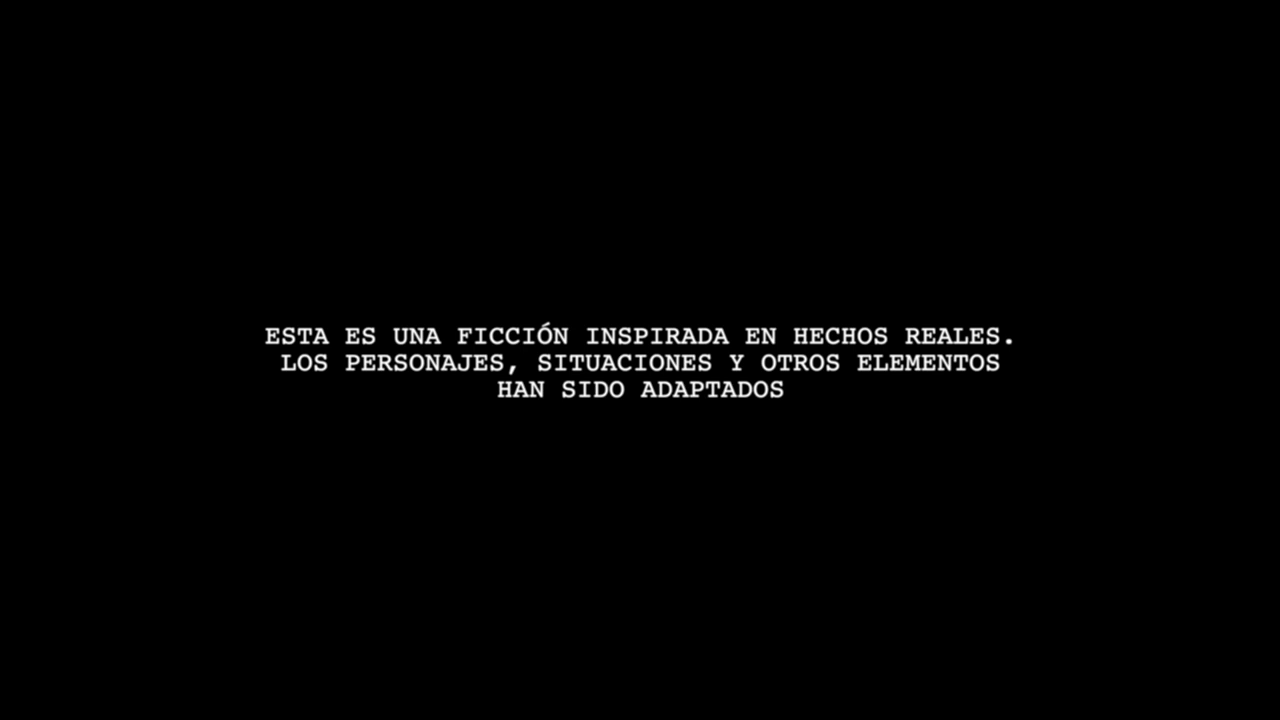 ESTA ES UNA FICCIÓN INSPIRADA EN HECHOS REALES.
LOS PERSONAJES, SITUACIONES Y OTROS ELEMENTOS
HAN SIDO ADAPTADOS